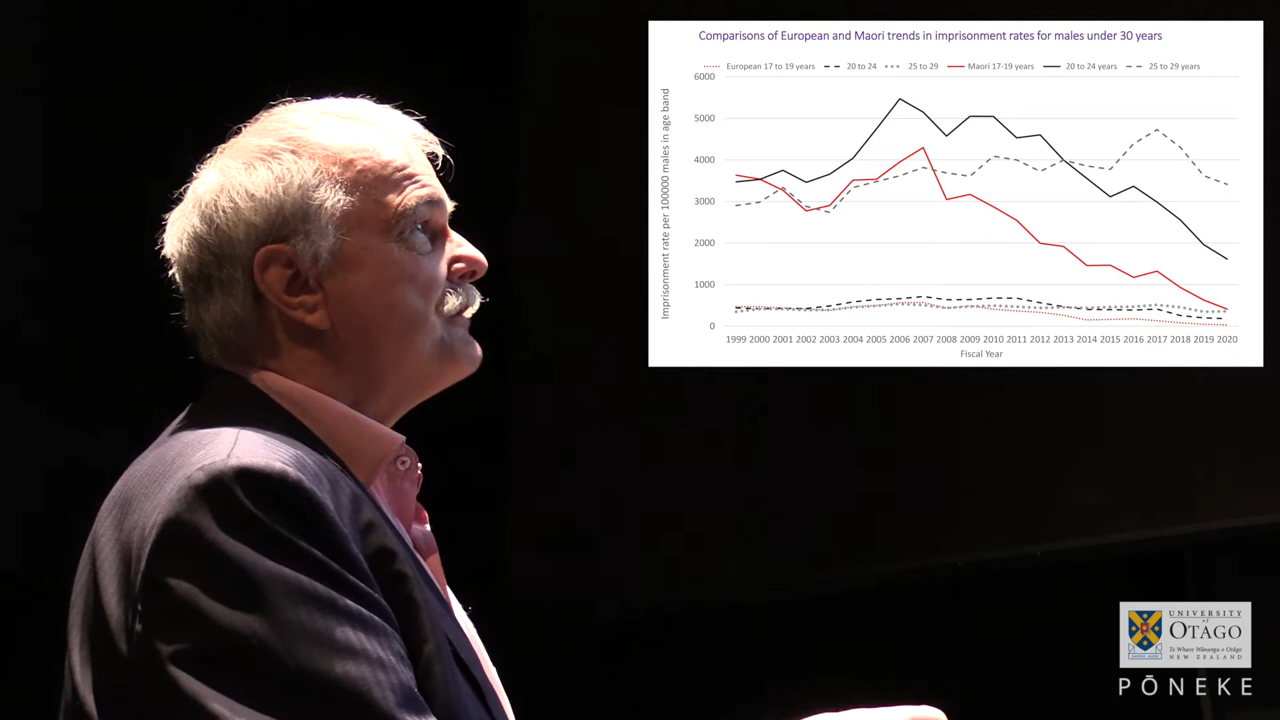 Comparisons of European and Maori trends in imprisonment rates for males under 30 years
European 17 to 19 years 20 to 24 25 to 29 Maori 17-19 years 20 to 24 years 25 to 29 years
Imprisonment rate per 100000 males in age band
6000
5000
4000
3000
2000
1000
0
1999 2000 2001 2002 2003 2004 2005 2006 2007 2008 2009 2010 2011 2012 2013 2014 2015 2016 2017 2018 2019 2020
Fiscal Year
UNIVERSITY
of
OTAGO
Te Whare Wānanga o Otāgo
NEW ZEALAND
PŌNEKE